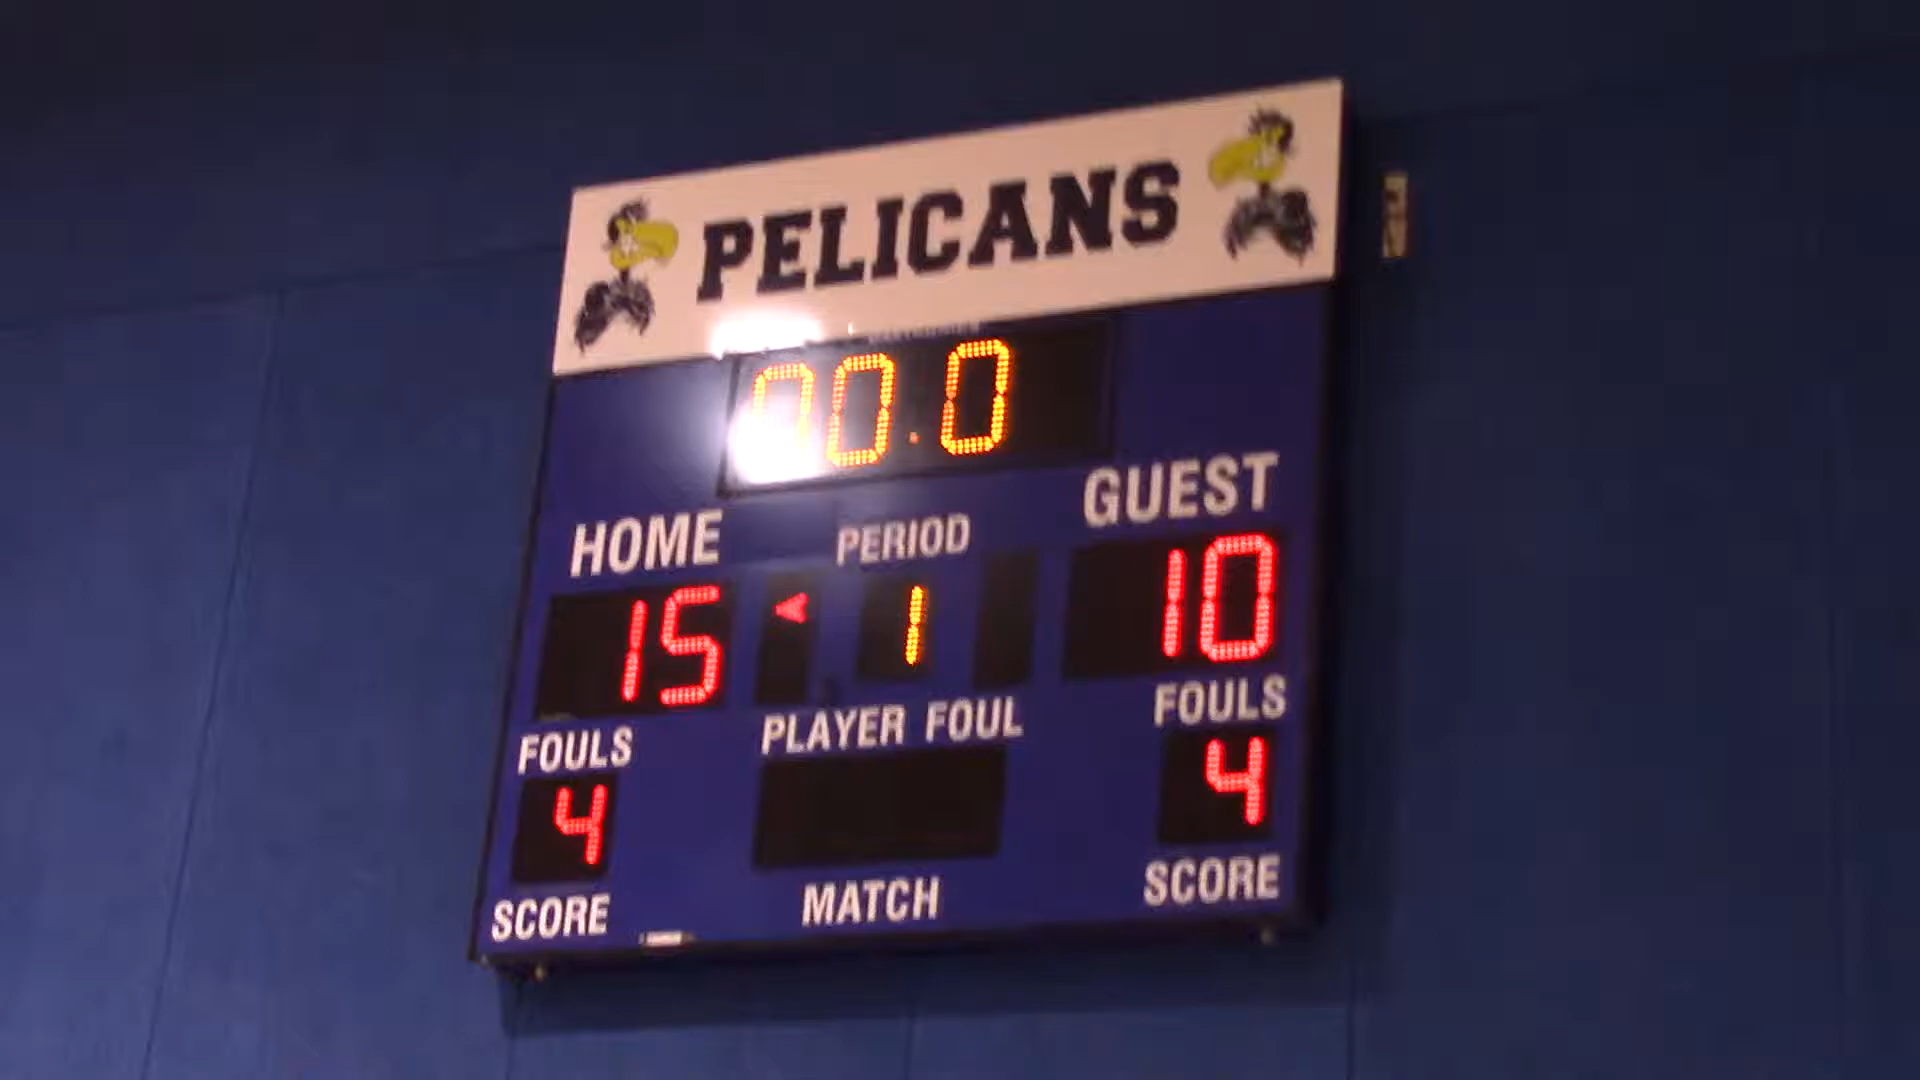 PELICANS
00.0
HOME PERIOD GUEST
15 1 10
FOULS PLAYER FOUL FOULS
4 4
SCORE MATCH SCORE